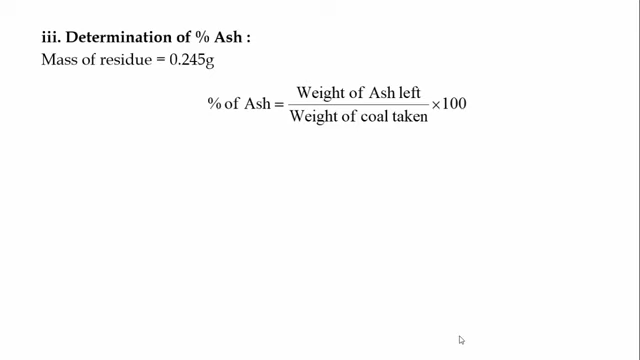 iii. Determination of % Ash :
Mass of residue = 0.245g
% of Ash = Weight of Ash left / Weight of coal taken × 100